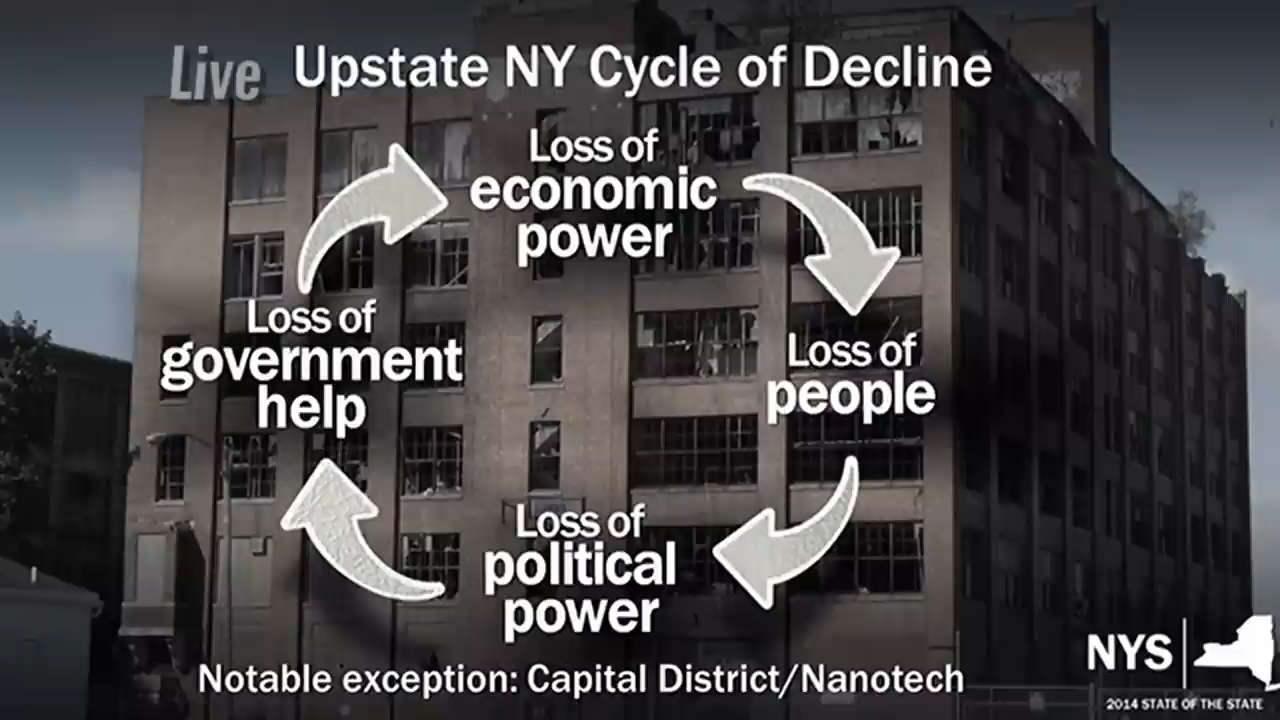 Live
Upstate NY Cycle of Decline
Loss of
economic
power
Loss of
people
Loss of
political
power
Loss of
government
help
Notable exception: Capital District/Nanotech
NYS
2014 STATE OF THE STATE